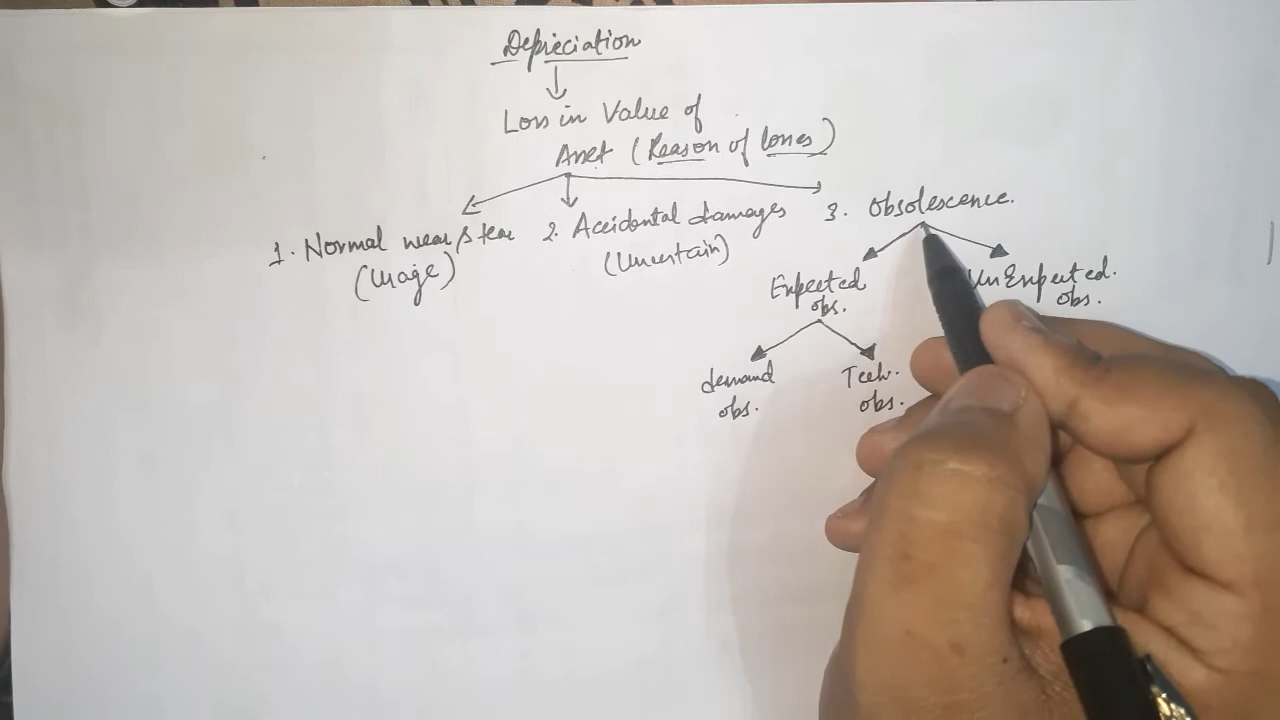 Depreciation
Loss in Value of
Asset (Reason of losses)
1. Normal wear & tear
(Usage)
2. Accidental damages
(Uncertain)
3. Obsolescence.
Expected
obs.
UnExpected.
obs.
demand
obs.
Tech.
obs.